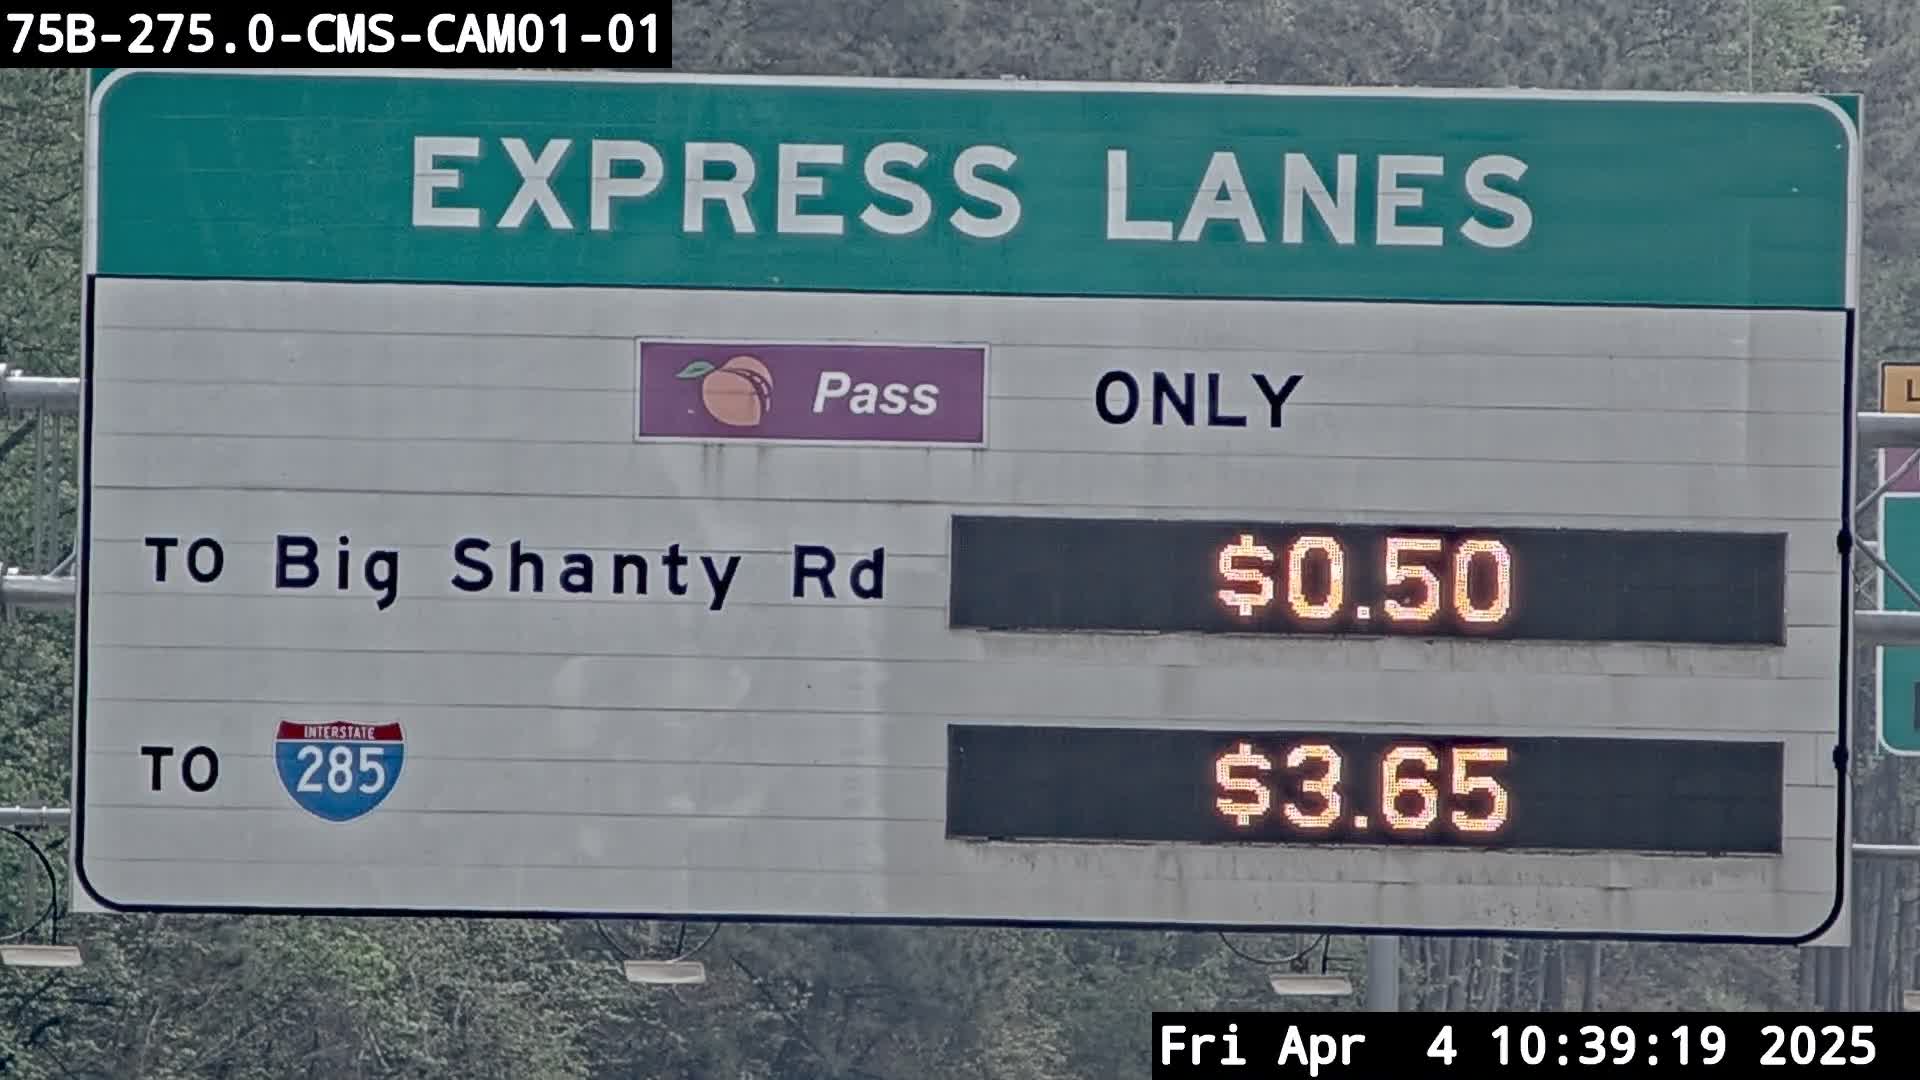 75B-275.0-CMS-CAM01-01
EXPRESS LANES
Pass ONLY
TO Big Shanty Rd $0.50
TO INTERSTATE 285 $3.65
Fri Apr 4 10:39:19 2025